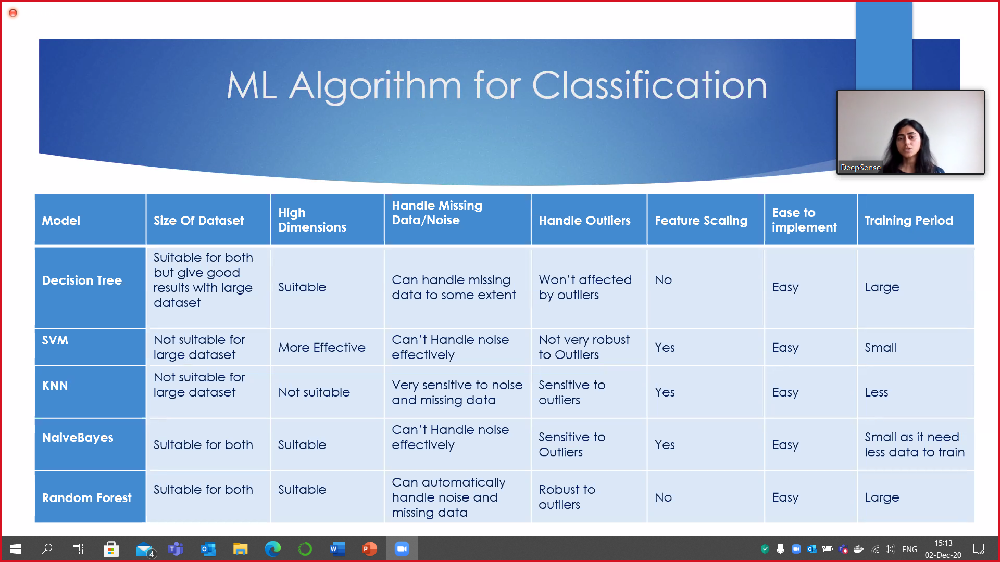 ML Algorithm for Classification
DeepSense
Model
Size Of Dataset
High
Dimensions
Handle Missing
Data/Noise
Handle Outliers
Feature Scaling
Ease to
implement
Training Period
Decision Tree
Suitable for both
but give good
results with large
dataset
Suitable
Can handle missing
data to some extent
Won't affected
by outliers
No
Easy
Large
SVM
Not suitable for
large dataset
More Effective
Can't Handle noise
effectively
Not very robust
to Outliers
Yes
Easy
Small
KNN
Not suitable for
large dataset
Not suitable
Very sensitive to noise
and missing data
Sensitive to
outliers
Yes
Easy
Less
NaiveBayes
Suitable for both
Suitable
Can't Handle noise
effectively
Sensitive to
Outliers
Yes
Easy
Small as it need
less data to train
Random Forest
Suitable for both
Suitable
Can automatically
handle noise and
missing data
Robust to
outliers
No
Easy
Large
4
ENG
15:13
02-Dec-20